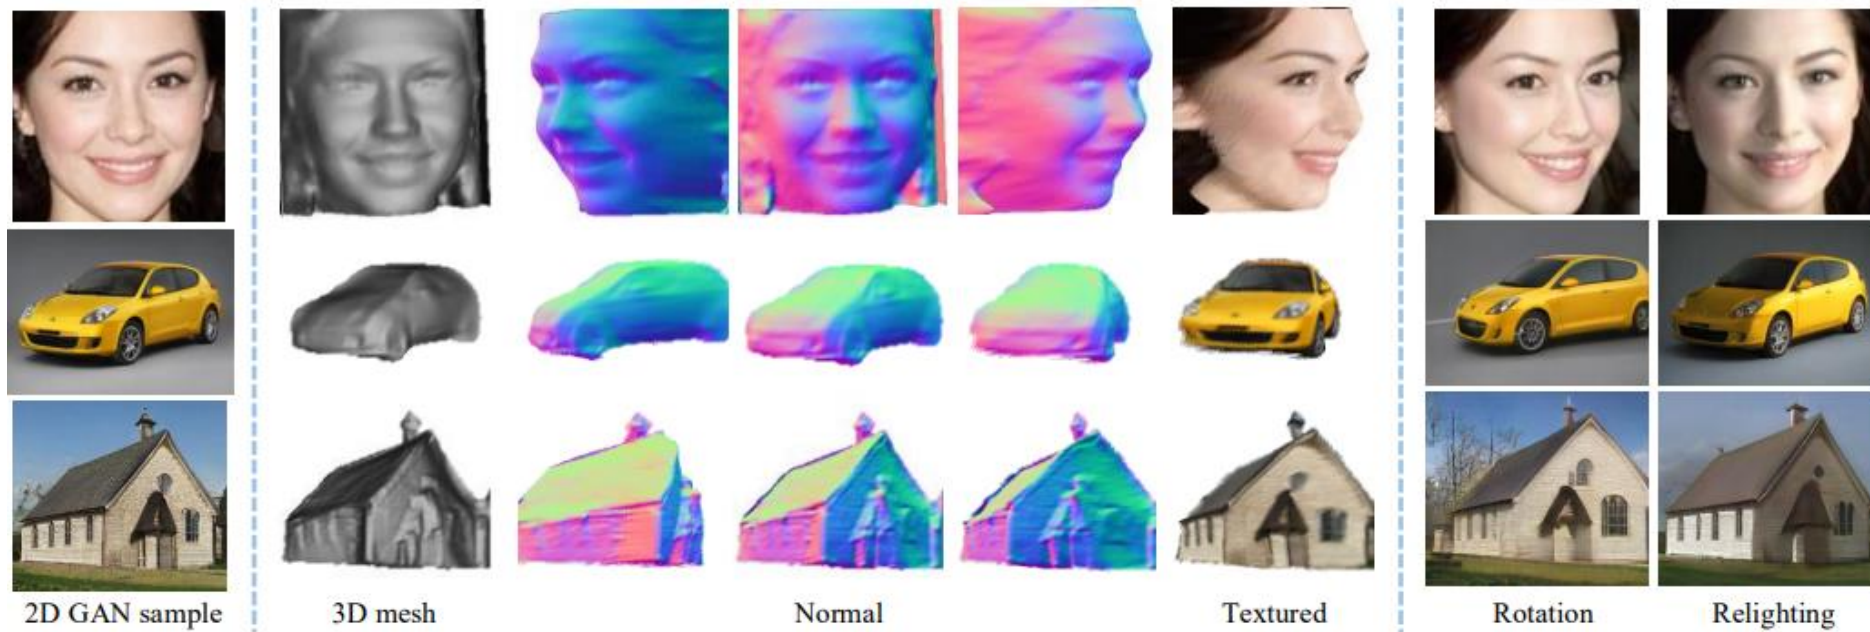 2D GAN sample
3D mesh
Normal
Textured
Rotation
Relighting